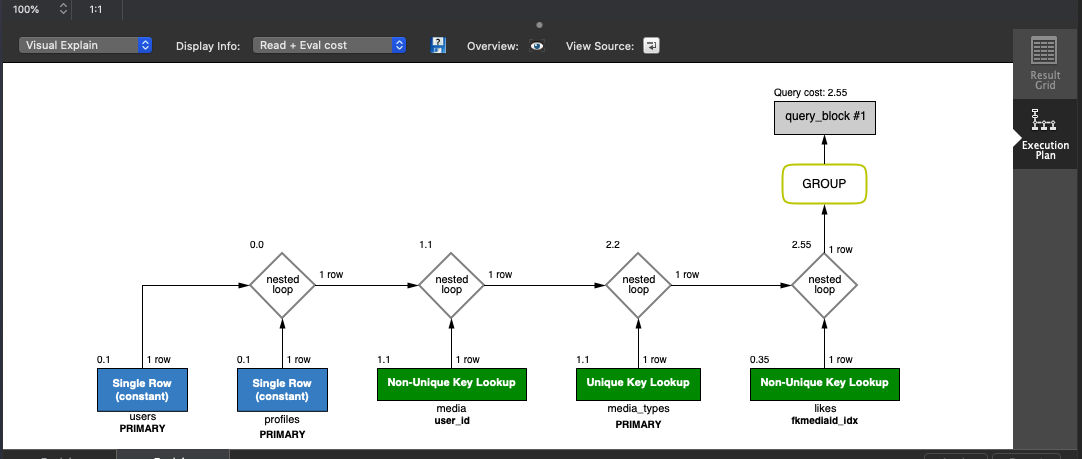 100% 1:1
Visual Explain Display Info: Read + Eval cost Overview: View Source:
Result
Grid
Execution
Plan
Query cost: 2.55
query_block #1
GROUP
0.0 1.1 2.2 2.55 1 row
nested
loop
1 row
nested
loop
1 row
nested
loop
1 row
nested
loop
0.1 1 row
Single Row
(constant)
users
PRIMARY
0.1 1 row
Single Row
(constant)
profiles
PRIMARY
1.1 1 row
Non-Unique Key Lookup
media
user_id
1.1 1 row
Unique Key Lookup
media_types
PRIMARY
0.35 1 row
Non-Unique Key Lookup
likes
fkmediaid_idx